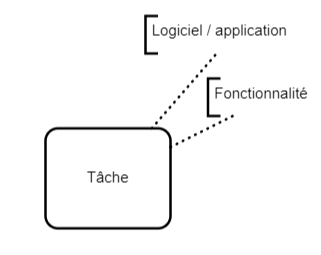 Logiciel / application
Fonctionnalité
Tâche